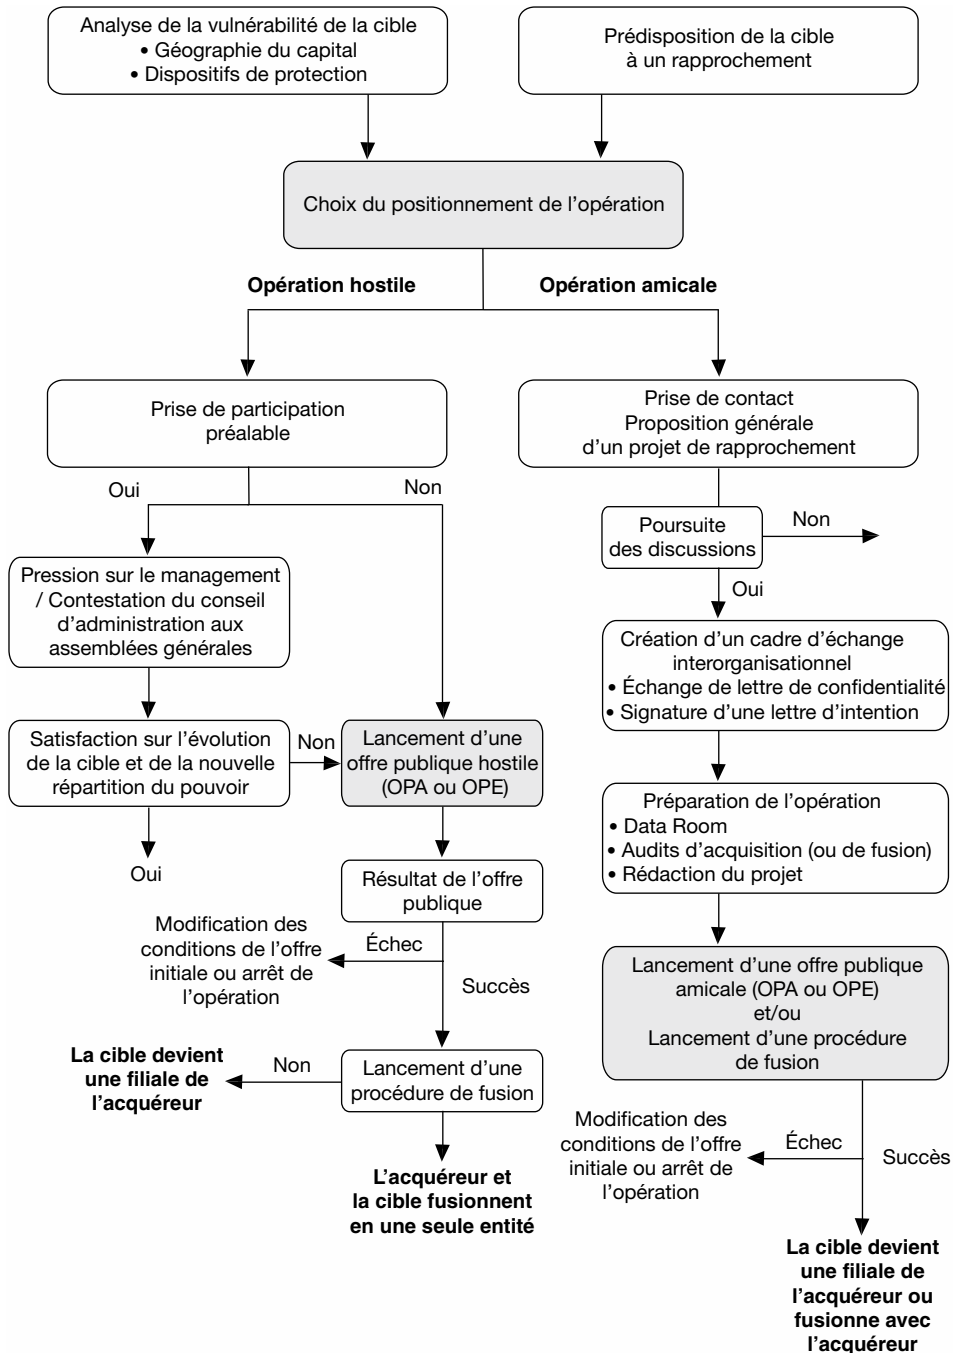 Analyse de la vulnérabilité de la cible
• Géographie du capital
• Dispositifs de protection
Prédisposition de la cible
à un rapprochement
Choix du positionnement de l’opération
Opération hostile
Opération amicale
Prise de participation
préalable
Prise de contact
Proposition générale
d’un projet de rapprochement
Oui
Non
Poursuite
des discussions
Non
Oui
Pression sur le management
/ Contestation du conseil
d’administration aux
assemblées générales
Création d’un cadre d’échange
interorganisationnel
• Échange de lettre de confidentialité
• Signature d’une lettre d’intention
Satisfaction sur l’évolution
de la cible et de la nouvelle
répartition du pouvoir
Non
Lancement d’une
offre publique hostile
(OPA ou OPE)
Oui
Préparation de l’opération
• Data Room
• Audits d’acquisition (ou de fusion)
• Rédaction du projet
Résultat de l’offre
publique
Modification des
conditions de l’offre
initiale ou arrêt de
l’opération
Échec
Succès
Lancement d’une offre publique
amicale (OPA ou OPE)
et/ou
Lancement d’une procédure
de fusion
La cible devient
une filiale de
l’acquéreur
Non
Lancement d’une
procédure de fusion
L’acquéreur et
la cible fusionnent
en une seule entité
Modification des
conditions de l’offre
initiale ou arrêt de
l’opération
Échec
Succès
La cible devient
une filiale de
l’acquéreur ou
fusionne avec
l’acquéreur